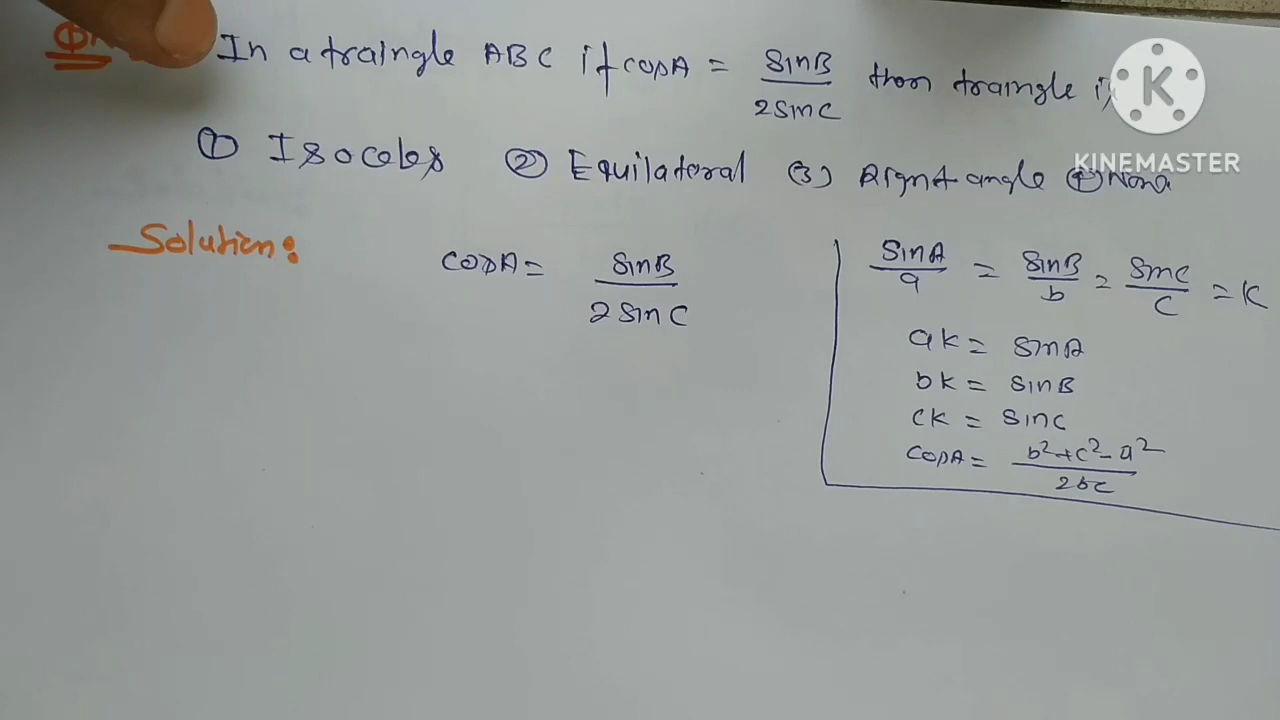 In a traingle ABC if cosA = sinB / 2sinC then traingle is
① Isoceles ② Equilateral (3) Right angle ④ None
Solution:
cosA = sinB / 2sinC
sinA/a = sinB/b = sinC/c = K
aK = sinA
bK = sinB
cK = sinC
cosA = b²+c²-a² / 2bc
K
KINEMASTER